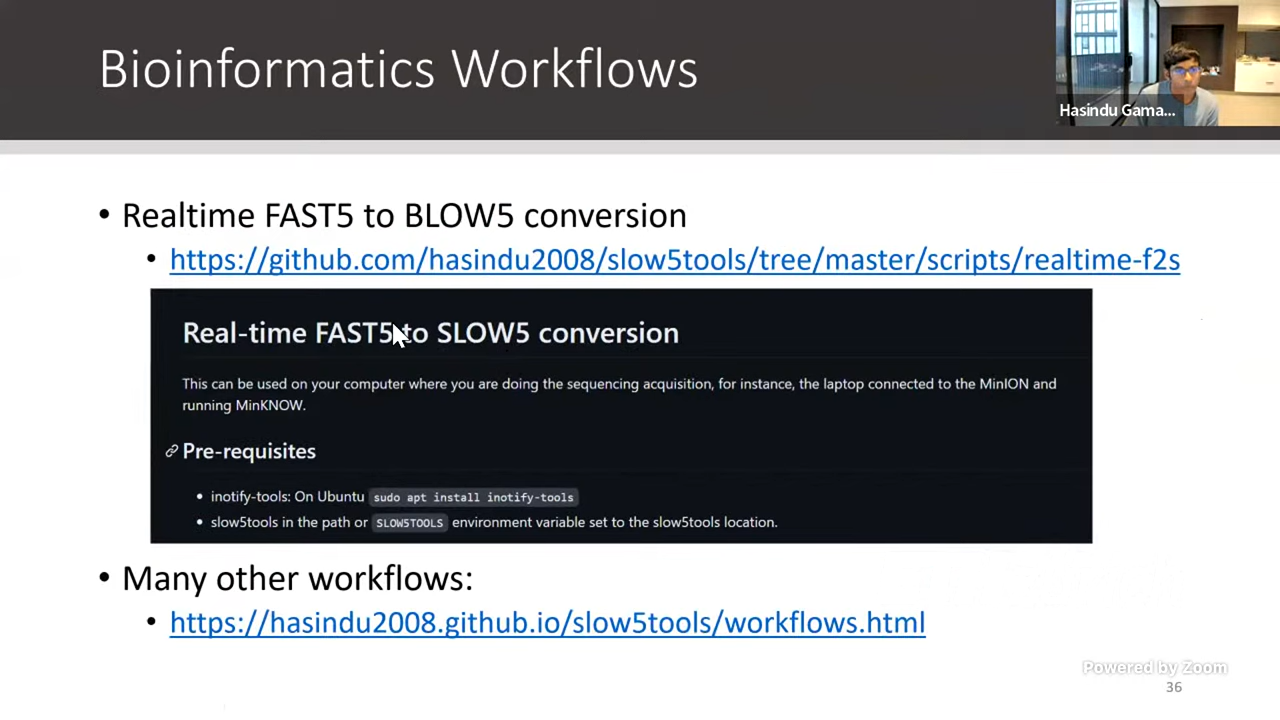 Bioinformatics Workflows
Hasindu Gama...
• Realtime FAST5 to BLOW5 conversion
• https://github.com/hasindu2008/slow5tools/tree/master/scripts/realtime-f2s
Real-time FAST5 to SLOW5 conversion
This can be used on your computer where you are doing the sequencing acquisition, for instance, the laptop connected to the MinION and
running MinKNOW.
Pre-requisites
• inotify-tools: On Ubuntu sudo apt install inotify-tools
• slow5tools in the path or SLOW5TOOLS environment variable set to the slow5tools location.
• Many other workflows:
• https://hasindu2008.github.io/slow5tools/workflows.html
Powered by Zoom
36